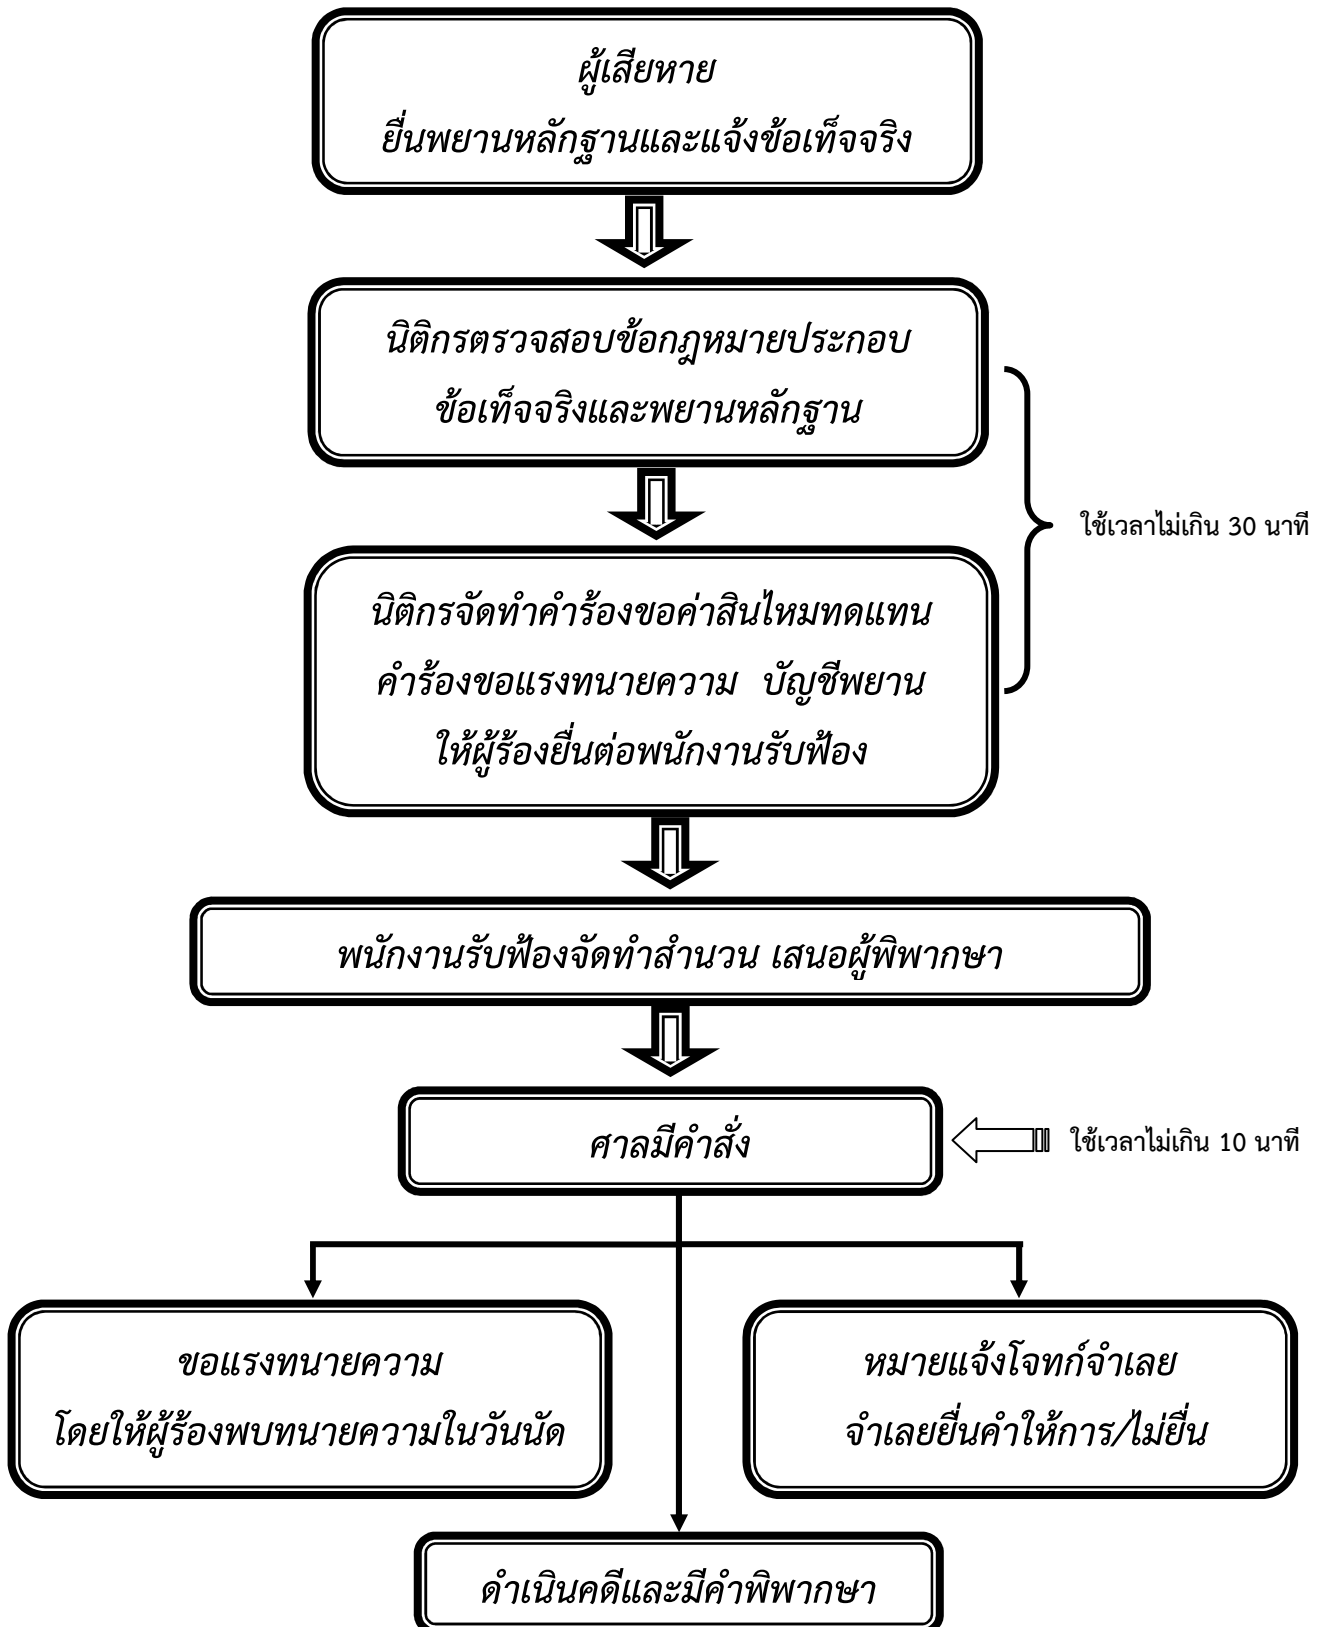 ผู้เสียหาย
ยื่นพยานหลักฐานและแจ้งข้อเท็จจริง
นิติกรตรวจสอบข้อกฎหมายประกอบ
ข้อเท็จจริงและพยานหลักฐาน
ใช้เวลาไม่เกิน 30 นาที
นิติกรจัดทำคำร้องขอค่าสินไหมทดแทน
คำร้องขอแรงทนายความ บัญชีพยาน
ให้ผู้ร้องยื่นต่อพนักงานรับฟ้อง
พนักงานรับฟ้องจัดทำสำนวน เสนอผู้พิพากษา
ศาลมีคำสั่ง
ใช้เวลาไม่เกิน 10 นาที
ขอแรงทนายความ
โดยให้ผู้ร้องพบทนายความในวันนัด
หมายแจ้งโจทก์จำเลย
จำเลยยื่นคำให้การ/ไม่ยื่น
ดำเนินคดีและมีคำพิพากษา